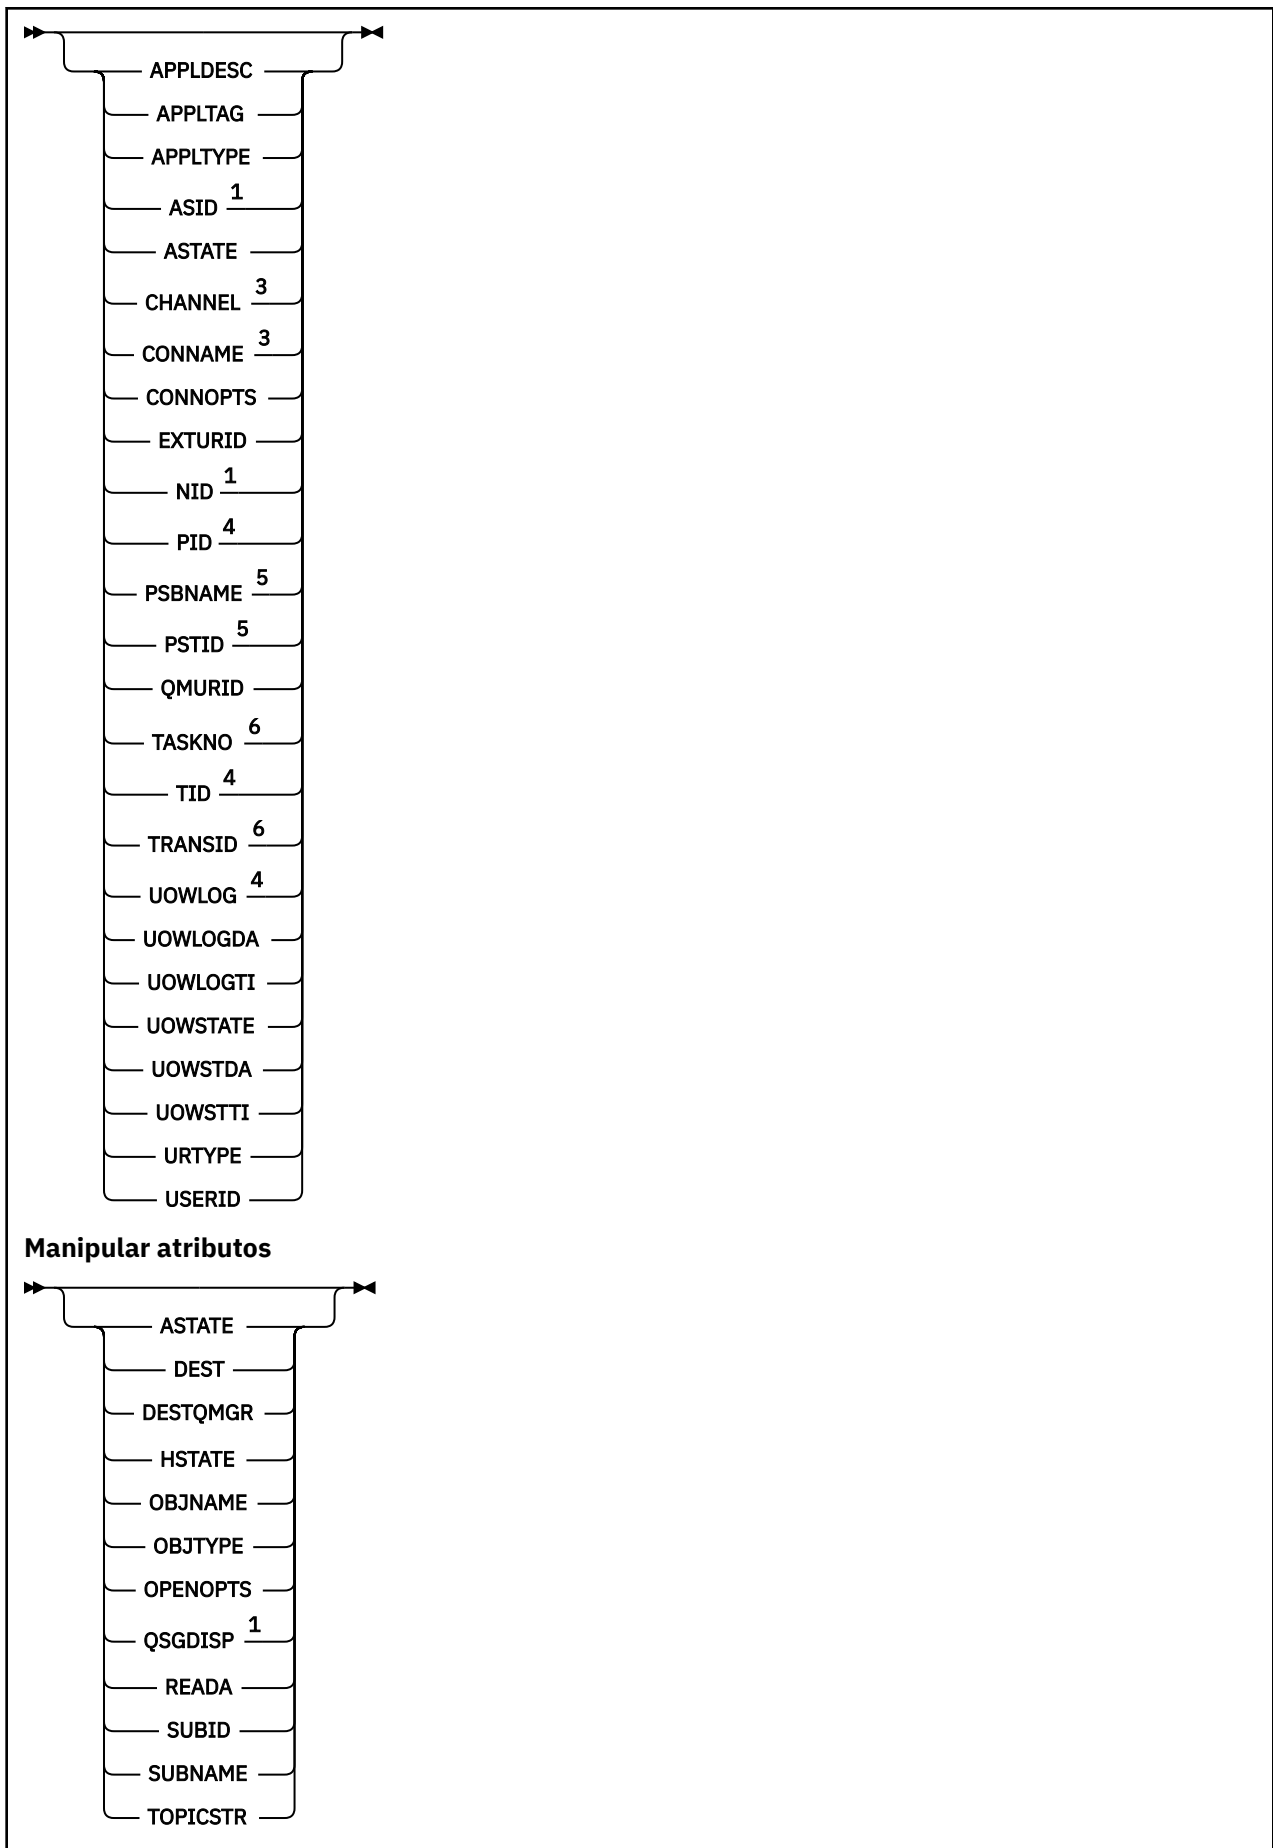 APPLDESC
APPLTAG
APPLTYPE
ASID 1
ASTATE
CHANNEL 3
CONNAME 3
CONNOPTS
EXTURID
NID 1
PID 4
PSBNAME 5
PSTID 5
QMURID
TASKNO 6
TID 4
TRANSID 6
UOWLOG 4
UOWLOGDA
UOWLOGTI
UOWSTATE
UOWSTDA
UOWSTTI
URTYPE
USERID
Manipular atributos
ASTATE
DEST
DESTQMGR
HSTATE
OBJNAME
OBJTYPE
OPENOPTS
QSGDISP 1
READA
SUBID
SUBNAME
TOPICSTR